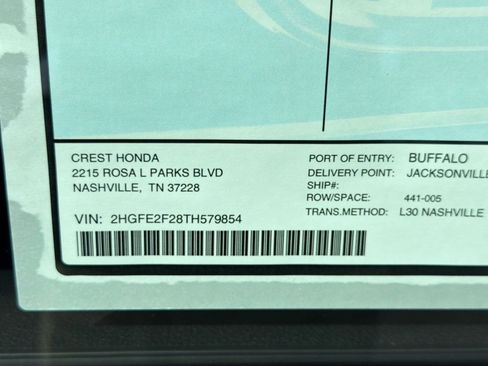 CREST HONDA
2215 ROSA L PARKS BLVD
NASHVILLE, TN 37228
VIN: 2HGFE2F28TH579854
PORT OF ENTRY: BUFFALO
DELIVERY POINT: JACKSONVILLE
SHIP#:
ROW/SPACE: 441-005
TRANS.METHOD: L30 NASHVILLE